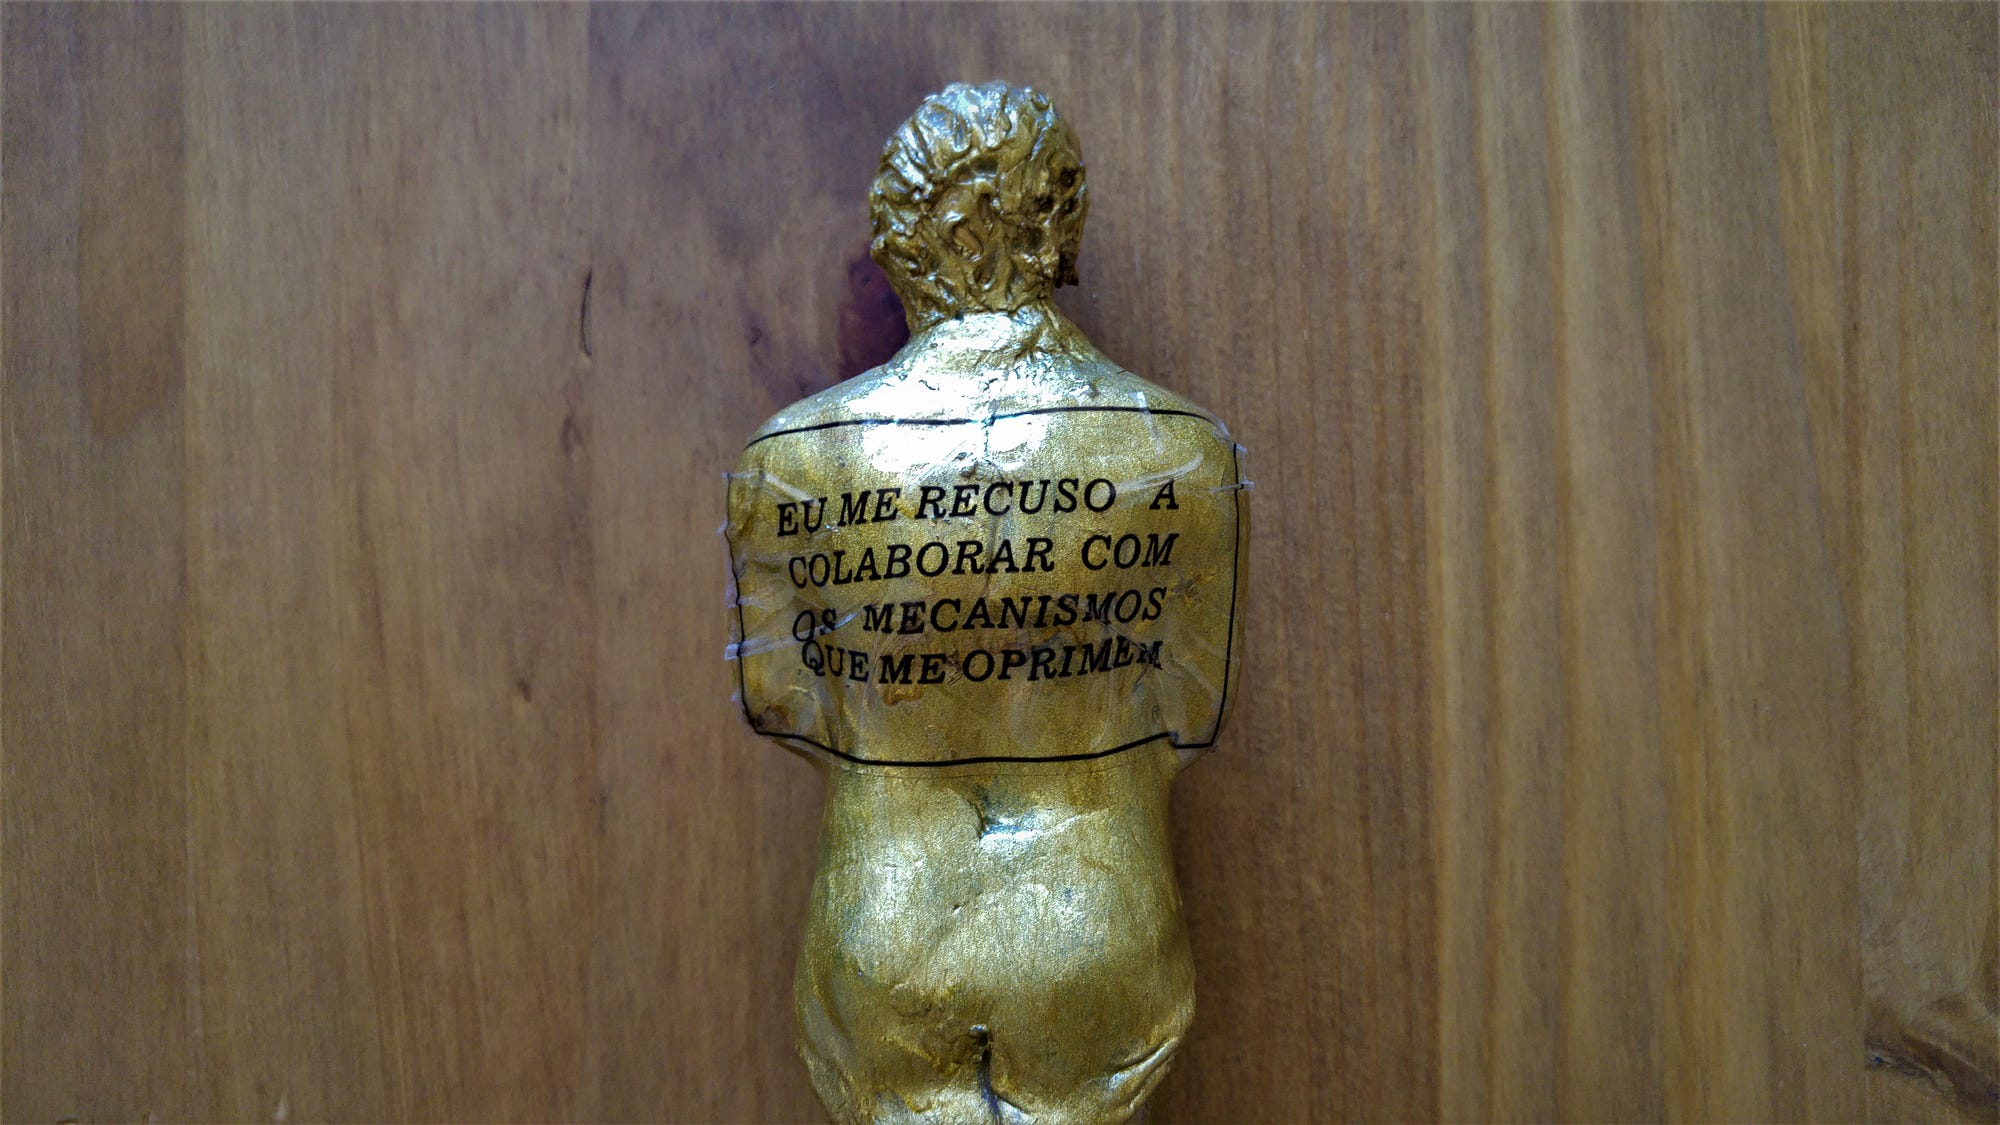 EU ME RECUSO A
COLABORAR COM
OS MECANISMOS
QUE ME OPRIMEM